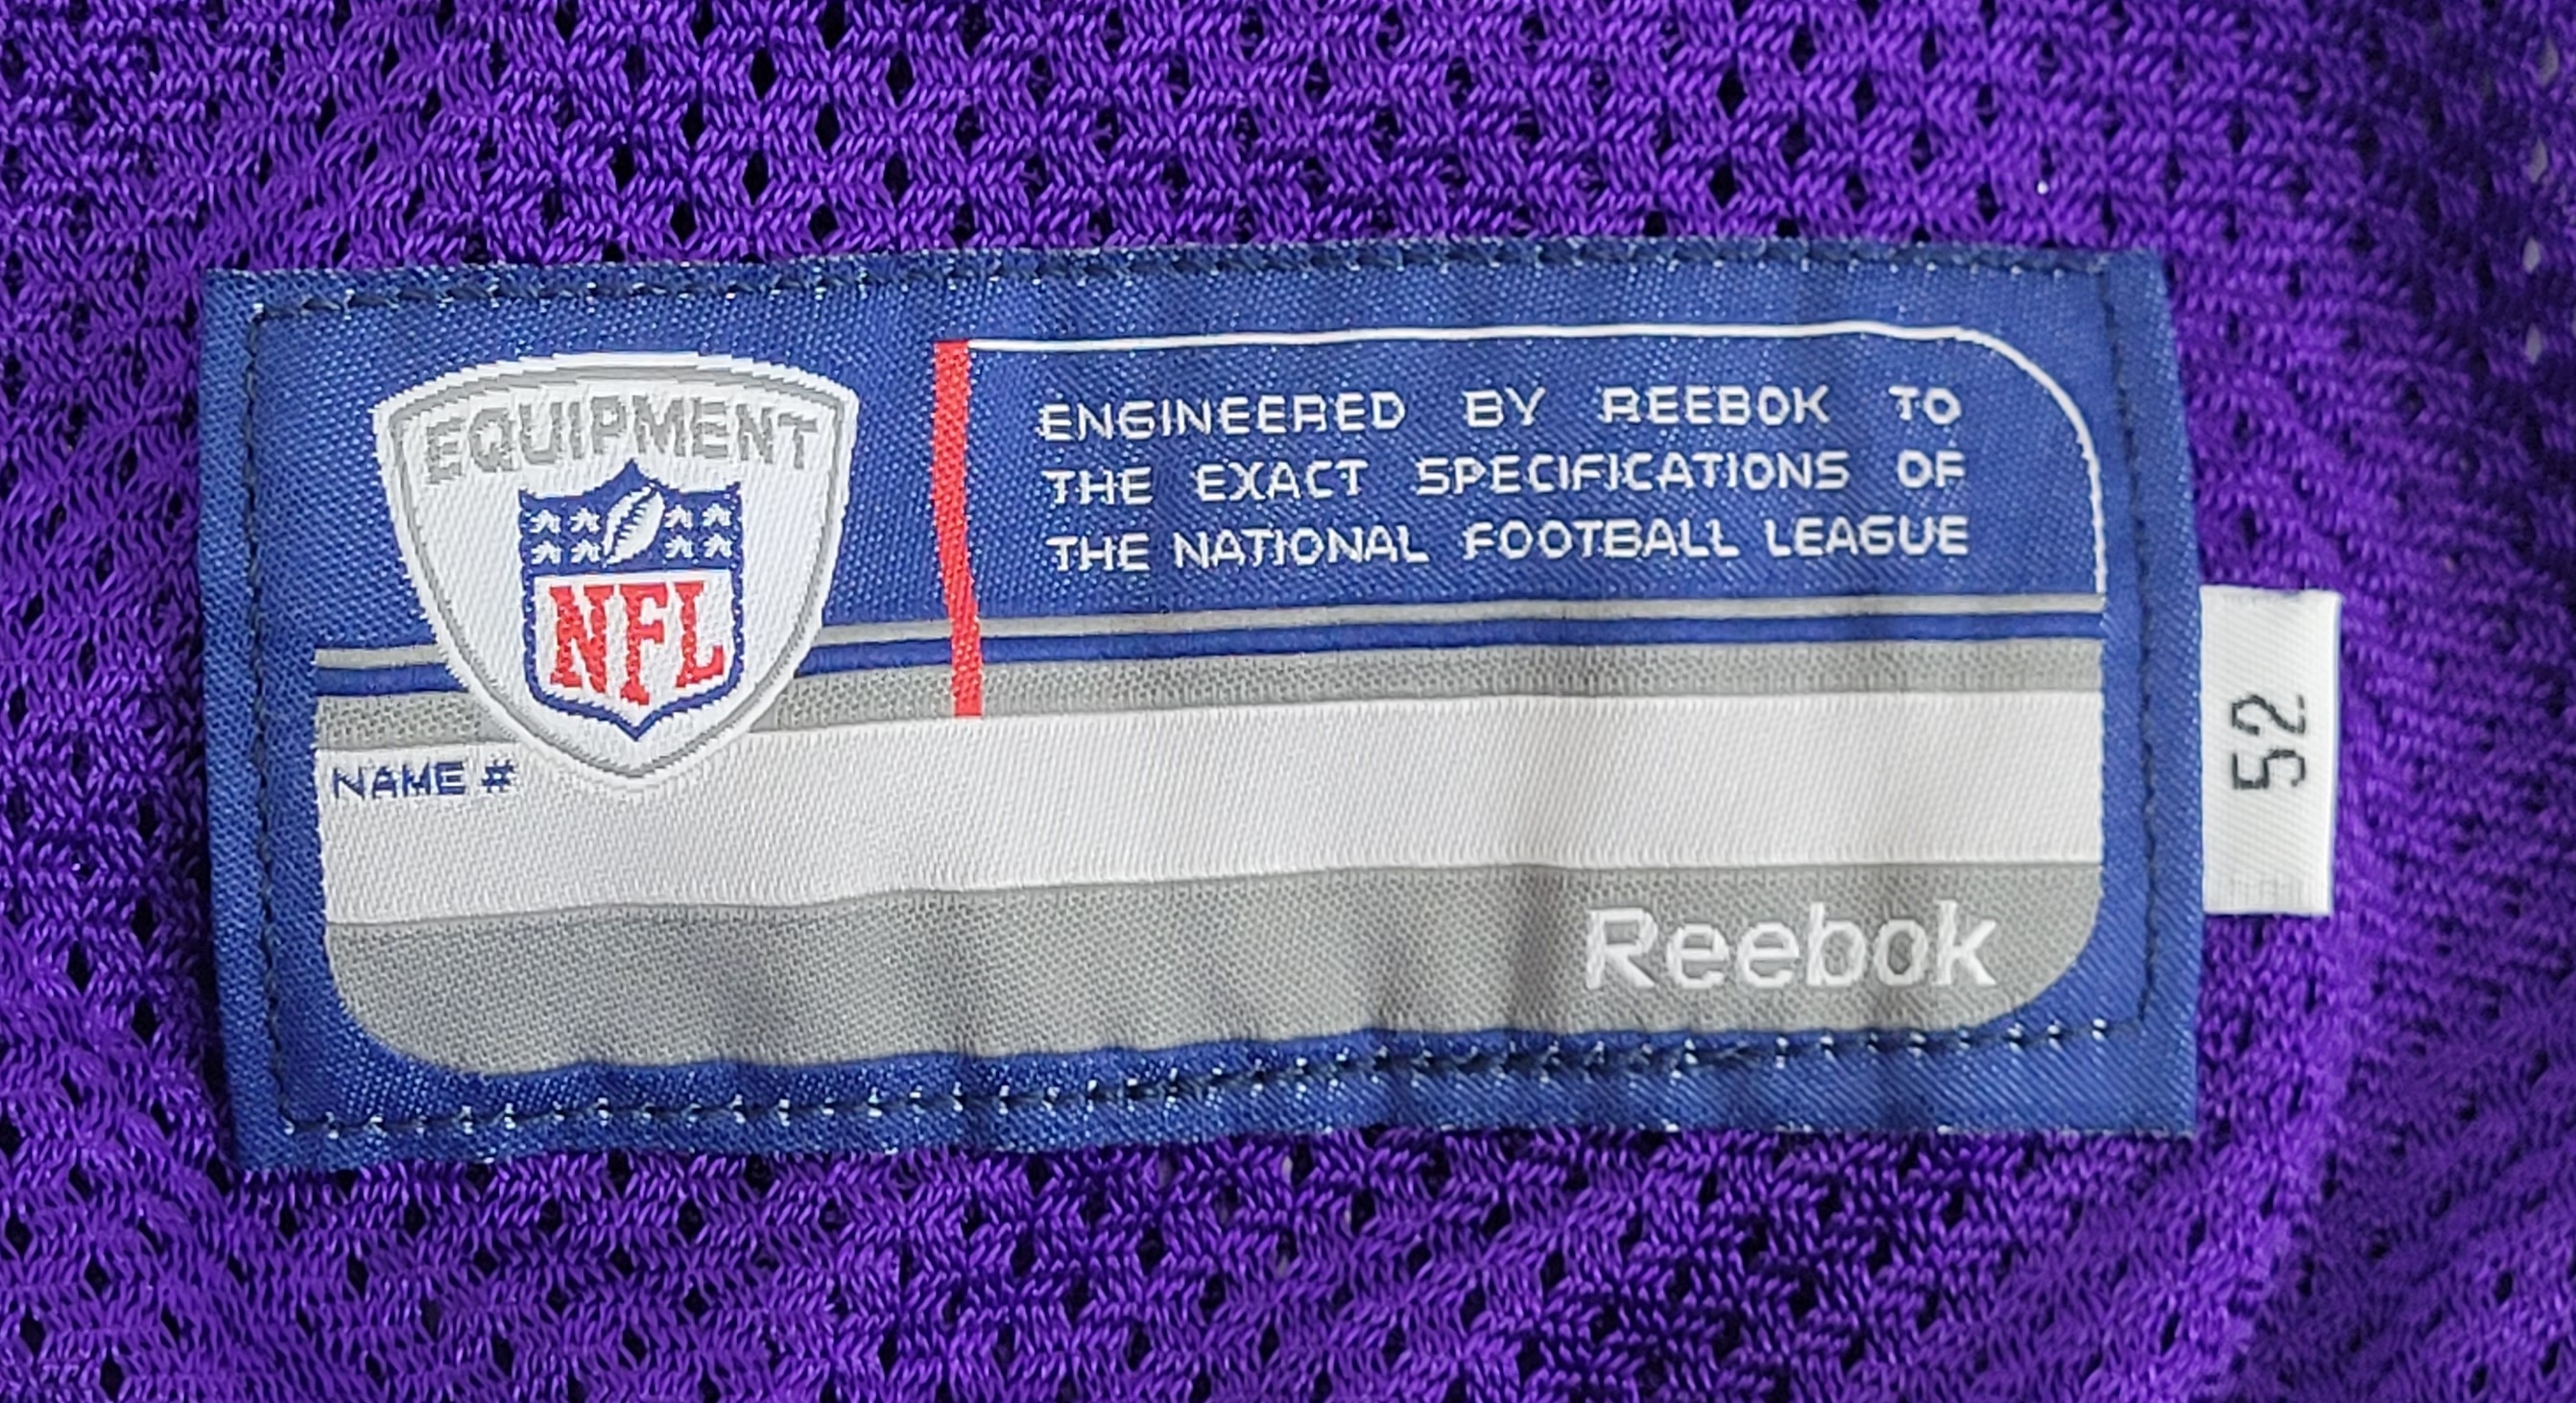 EQUIPMENT
NFL
ENGINEERED BY REEBOK TO
THE EXACT SPECIFICATIONS OF
THE NATIONAL FOOTBALL LEAGUE
NAME #
Reebok
52